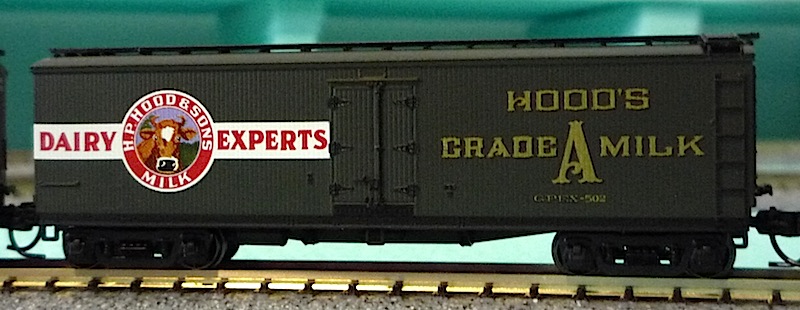 DAIRY EXPERTS
H.P. HOOD & SONS
MILK
HOOD'S
GRADE A MILK
G.P.E.X-502